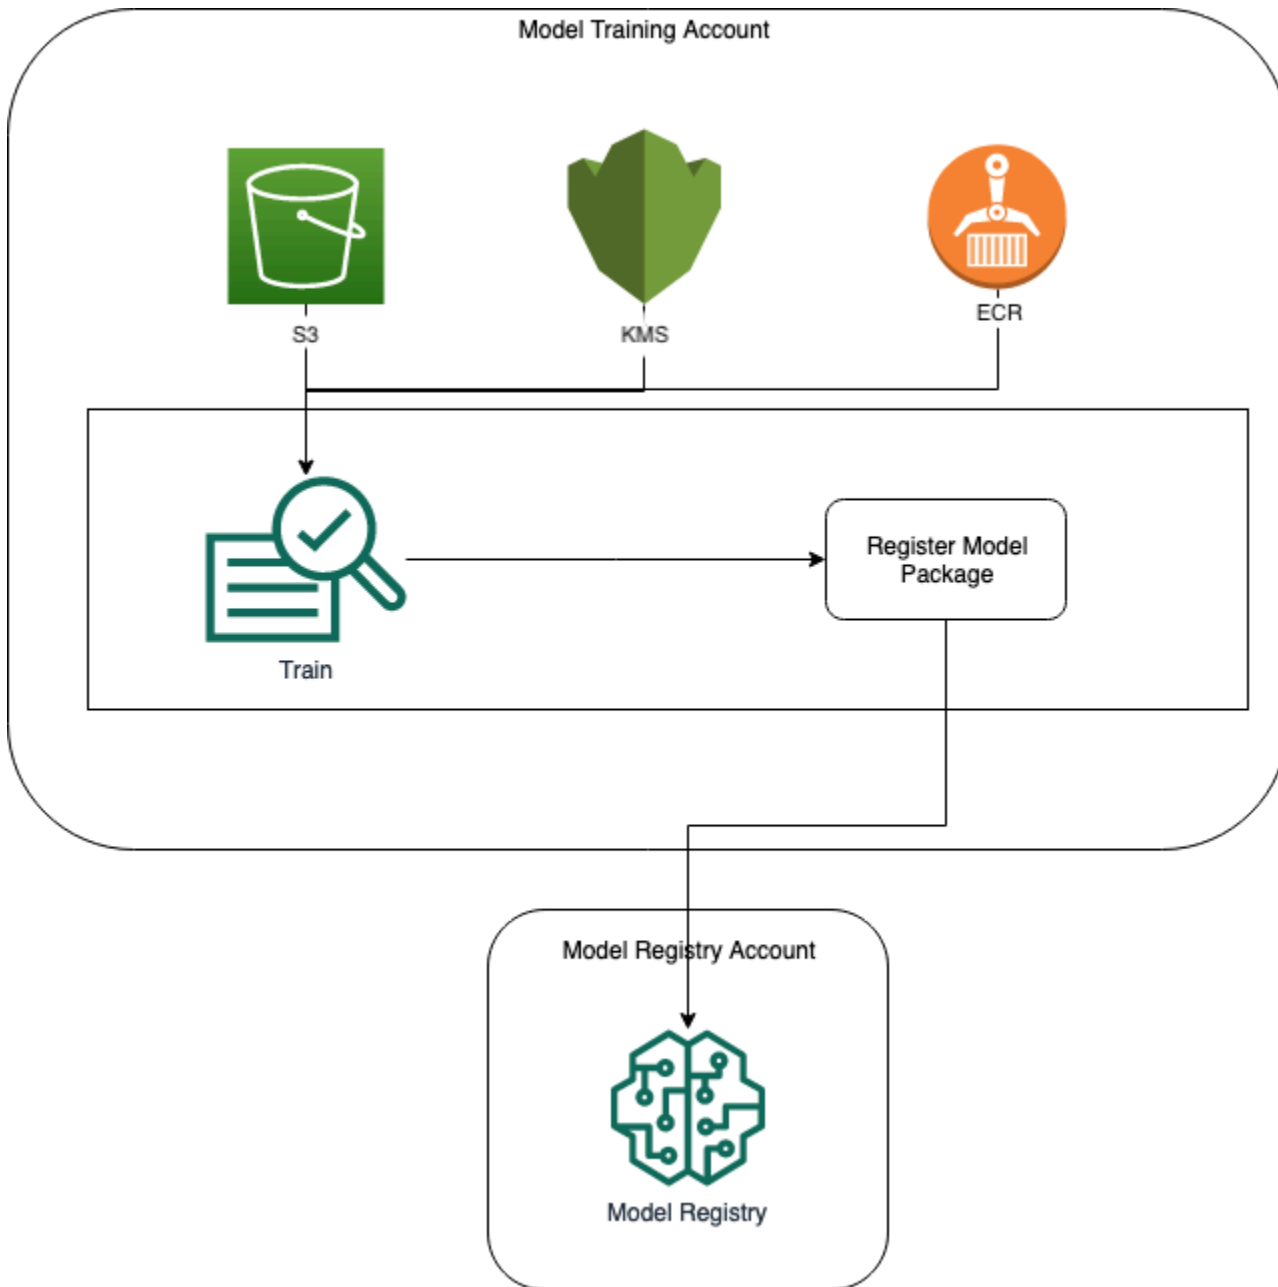 Model Training Account
S3
KMS
ECR
Train
Register Model
Package
Model Registry Account
Model Registry